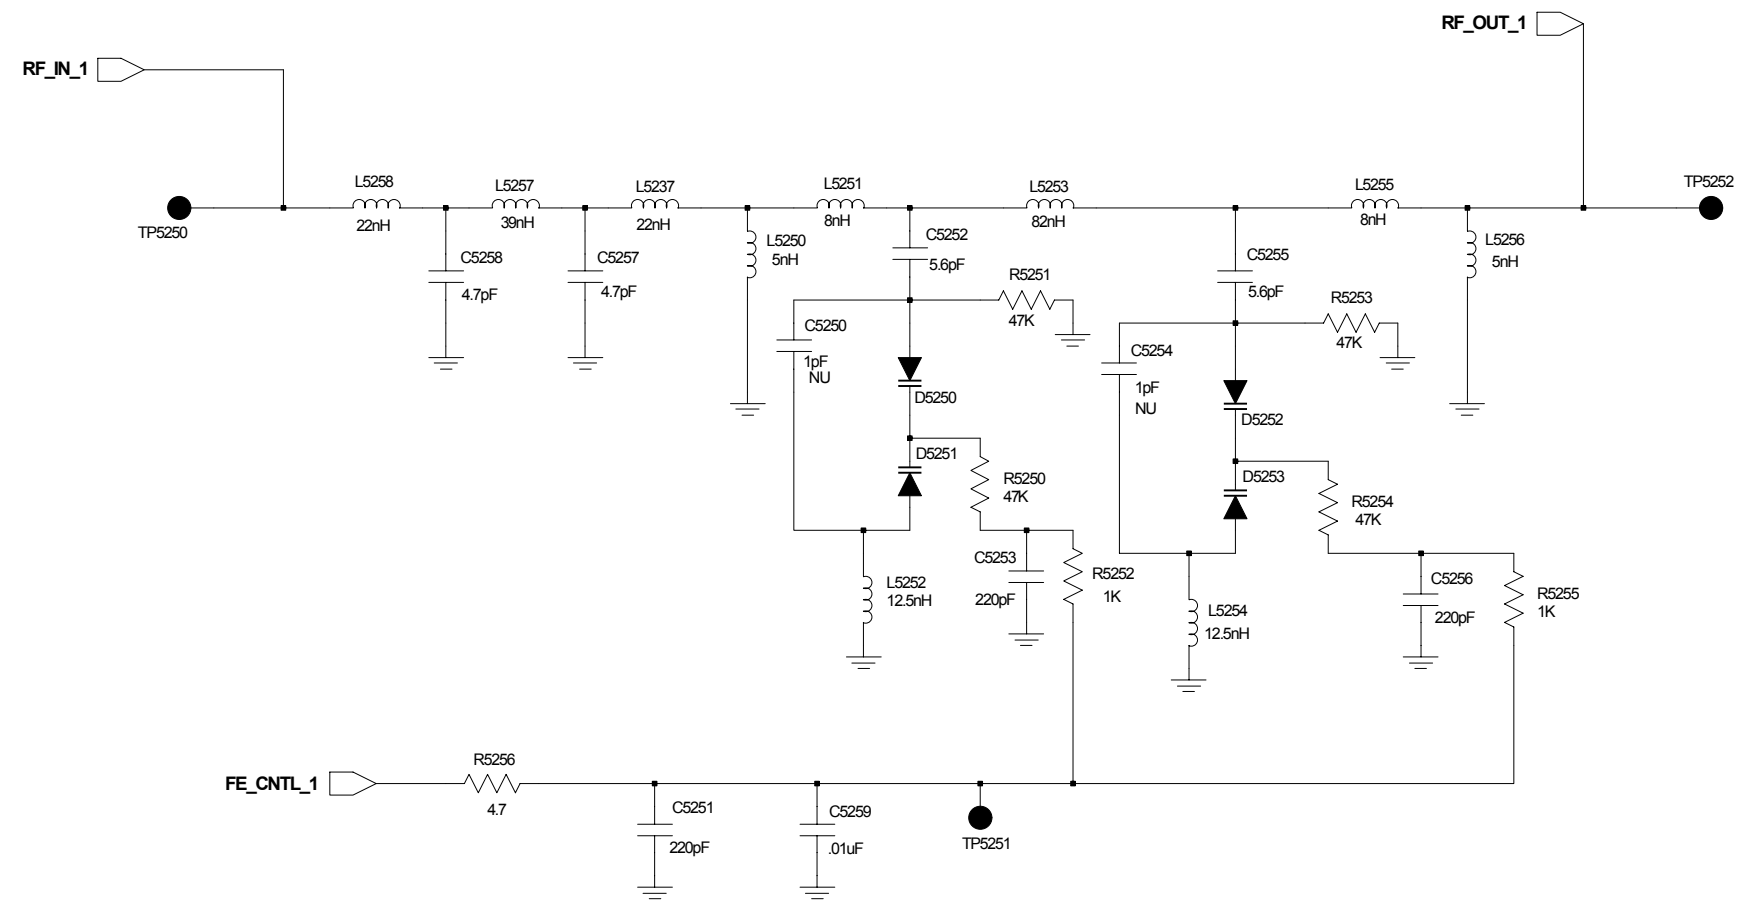 RF_OUT_1
RF_IN_1
L5258
22nH
L5257
39nH
L5237
22nH
L5251
8nH
L5253
82nH
L5255
8nH
TP5252
TP5250
C5258
4.7pF
C5257
4.7pF
L5250
5nH
C5252
5.6pF
C5255
5.6pF
L5256
5nH
R5251
47K
R5253
47K
C5250
1pF
NU
C5254
1pF
NU
D5250
D5252
D5251
D5253
R5250
47K
R5254
47K
C5253
220pF
R5252
1K
L5252
12.5nH
L5254
12.5nH
C5256
220pF
R5255
1K
FE_CNTL_1
R5256
4.7
C5251
220pF
C5259
.01uF
TP5251